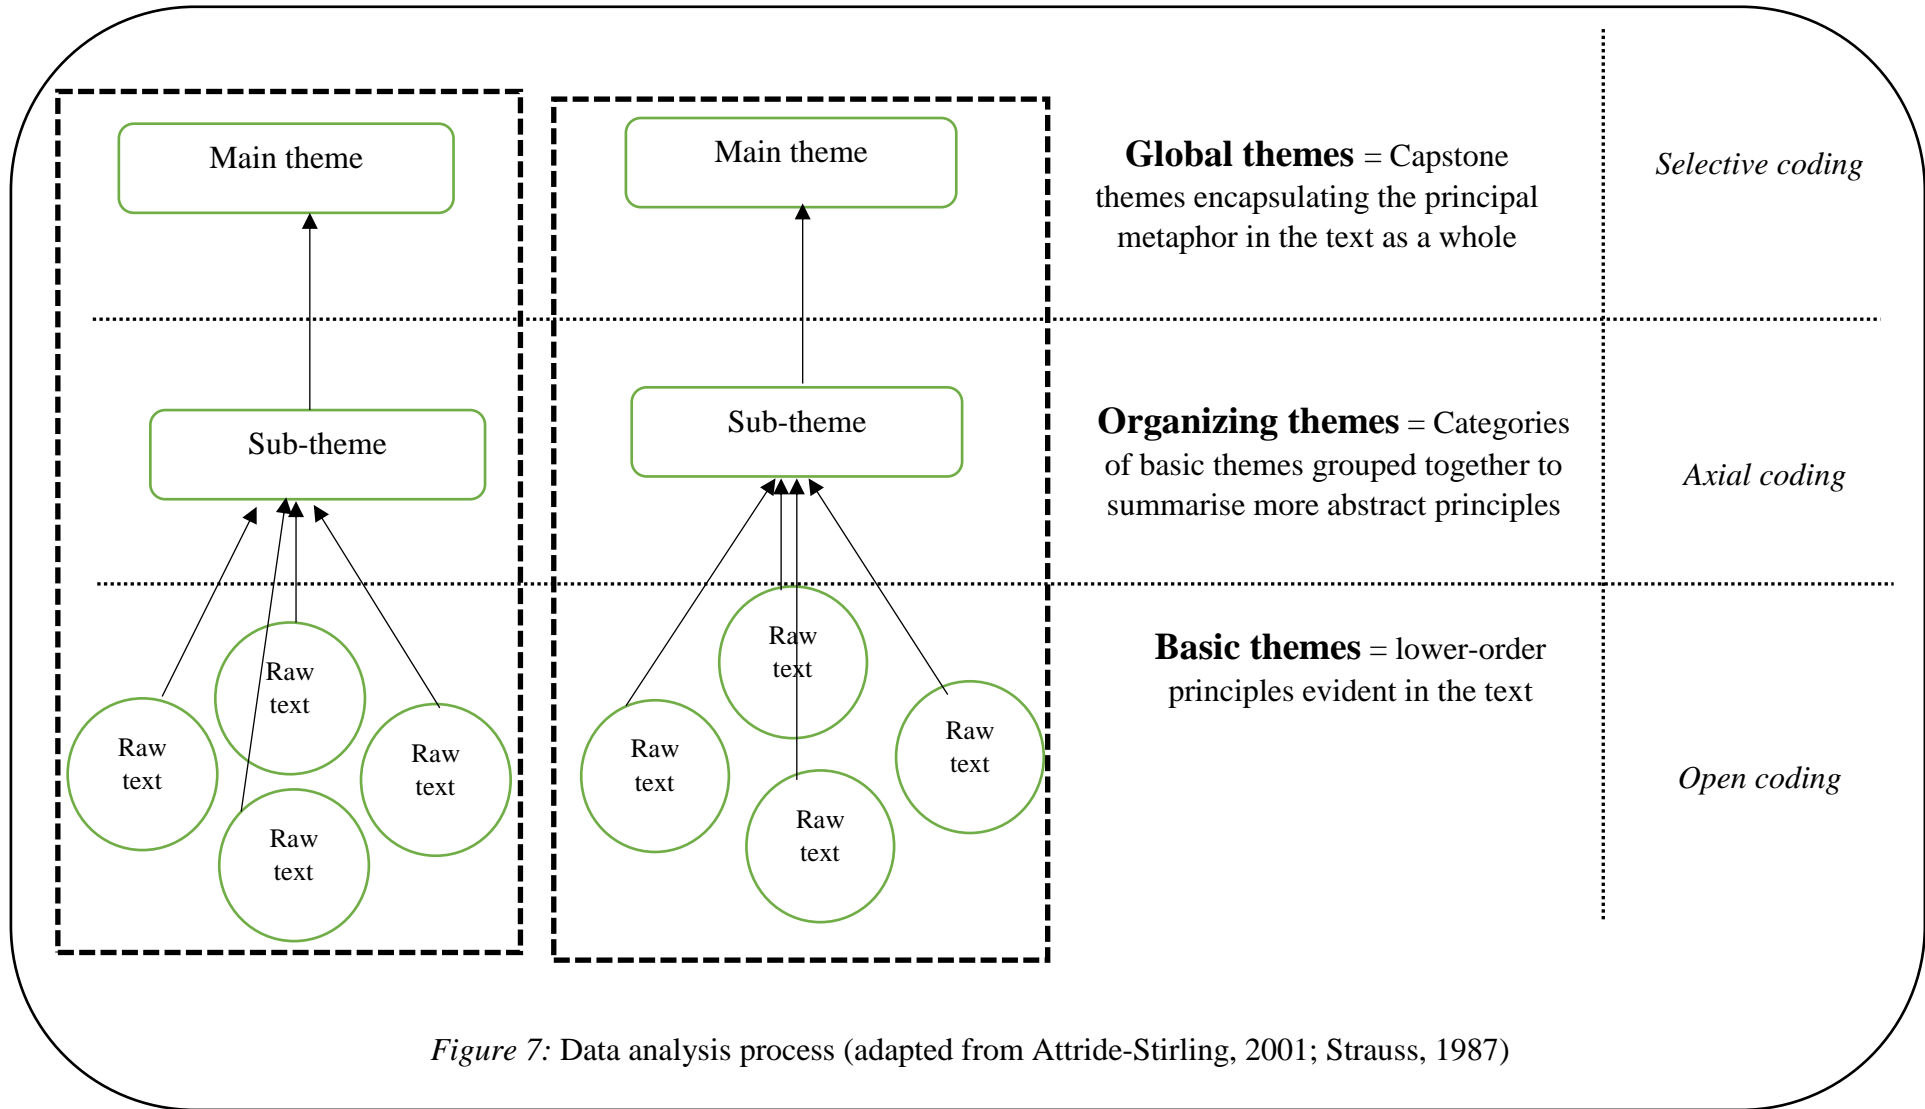 Main theme
Main theme
Global themes = Capstone
themes encapsulating the principal
metaphor in the text as a whole
Selective coding
Sub-theme
Sub-theme
Organizing themes = Categories
of basic themes grouped together to
summarise more abstract principles
Axial coding
Raw
text
Raw
text
Raw
text
Raw
text
Raw
text
Raw
text
Raw
text
Raw
text
Basic themes = lower-order
principles evident in the text
Open coding
Figure 7: Data analysis process (adapted from Attride-Stirling, 2001; Strauss, 1987)